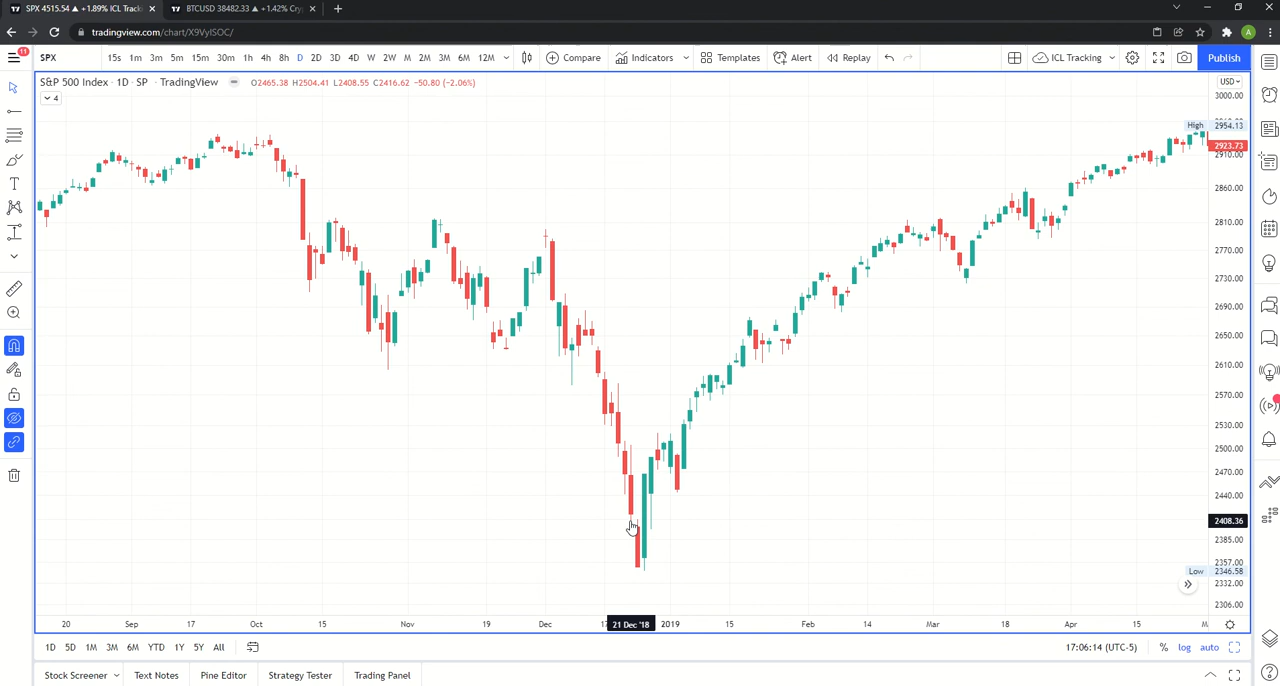 SPX 4515.54 ▲ +1.89% ICL Track
BTCUSD 38482.33 ▲ +1.42% Cry
tradingview.com/chart/X9VyISOC/
A
11
SPX
15s 1m 3m 5m 15m 30m 1h 4h 8h D 2D 3D 4D W 2W M 2M 3M 6M 12M
Compare Indicators Templates Alert Replay ICL Tracking Publish
S&P 500 Index · 1D · SP · TradingView O2465.38 H2504.41 L2408.55 C2416.62 −50.80 (−2.06%)
USD
4
3000.00
High 2954.13
2923.73
2910.00
2860.00
2810.00
2770.00
2730.00
2690.00
2650.00
2610.00
2570.00
2530.00
2500.00
2470.00
2440.00
2408.36
2385.00
2357.00
Low 2346.58
2332.00
2306.00
20 Sep 17 Oct 15 Nov 19 Dec 21 Dec '18 2019 15 Feb 14 Mar 18 Apr 15
1D 5D 1M 3M 6M YTD 1Y 5Y All
17:06:14 (UTC-5) % log auto
Stock Screener Text Notes Pine Editor Strategy Tester Trading Panel